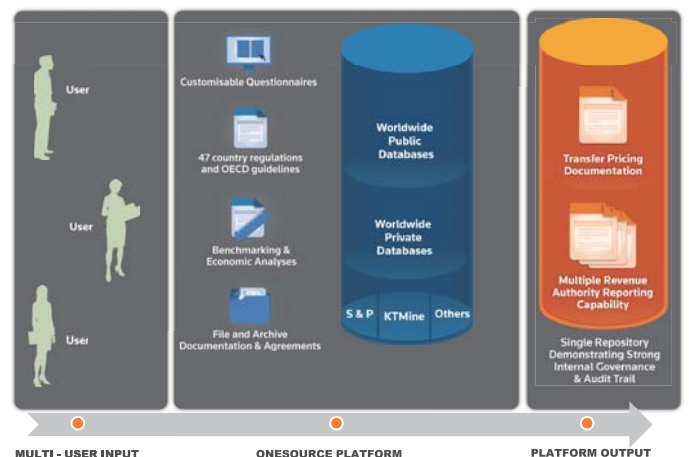 User
User
User
Customisable Questionnaires
47 country regulations
and OECD guidelines
Benchmarking &
Economic Analyses
File and Archive
Documentation & Agreements
Worldwide
Public
Databases
Worldwide
Private
Databases
S & P
KTMine
Others
Transfer Pricing
Documentation
Multiple Revenue
Authority Reporting
Capability
Single Repository
Demonstrating Strong
Internal Governance
& Audit Trail
MULTI - USER INPUT
ONESOURCE PLATFORM
PLATFORM OUTPUT